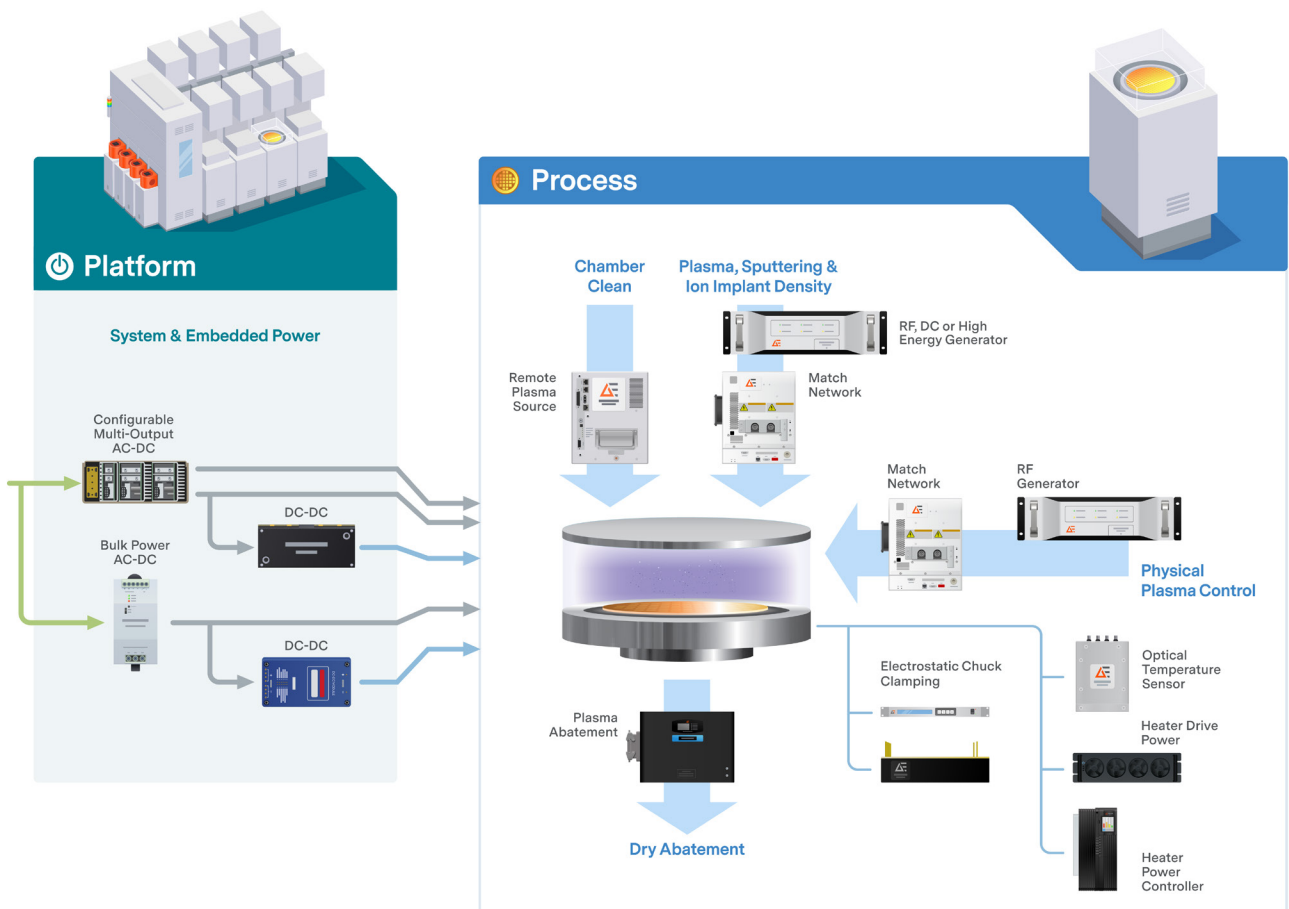 Platform
System & Embedded Power
Configurable
Multi-Output
AC-DC
DC-DC
Bulk Power
AC-DC
DC-DC
Process
Chamber
Clean
Plasma, Sputtering &
Ion Implant Density
RF, DC or High
Energy Generator
Remote
Plasma
Source
Match
Network
Match
Network
RF
Generator
Physical
Plasma Control
Electrostatic Chuck
Clamping
Optical
Temperature
Sensor
Plasma
Abatement
Heater Drive
Power
Dry Abatement
Heater
Power
Controller